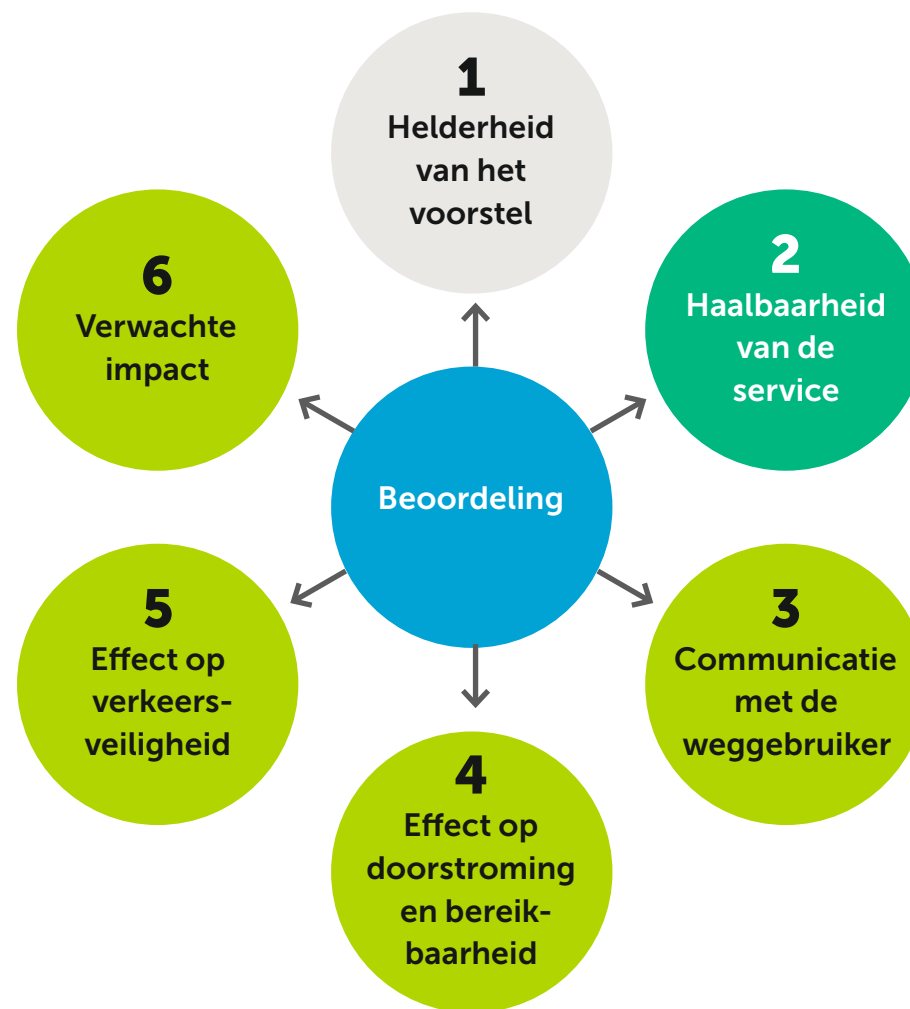 1
Helderheid
van het
voorstel
2
Haalbaarheid
van de
service
3
Communicatie
met de
weggebruiker
4
Effect op
doorstroming
en bereik-
baarheid
5
Effect op
verkeers-
veiligheid
6
Verwachte
impact
Beoordeling